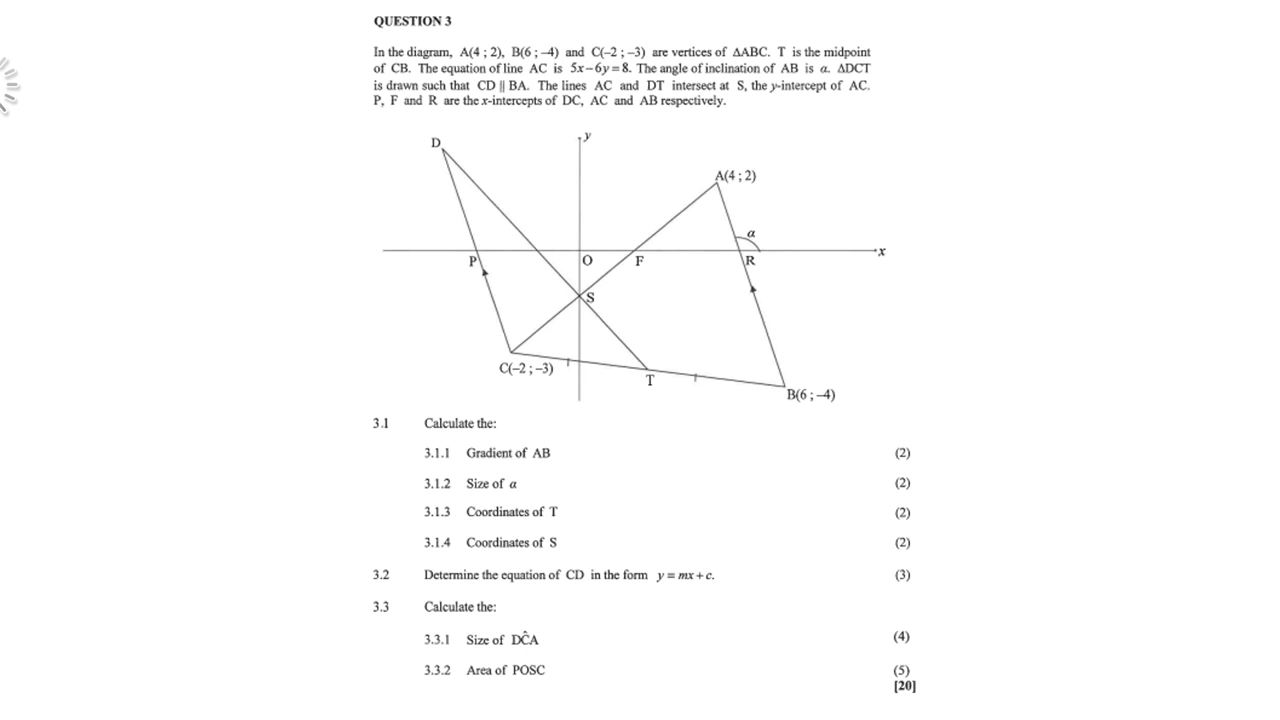 QUESTION 3
In the diagram, A(4 ; 2), B(6 ; –4) and C(–2 ; –3) are vertices of ΔABC. T is the midpoint
of CB. The equation of line AC is 5x – 6y = 8. The angle of inclination of AB is α. ΔDCT
is drawn such that CD || BA. The lines AC and DT intersect at S, the y-intercept of AC.
P, F and R are the x-intercepts of DC, AC and AB respectively.
D
y
A(4 ; 2)
α
x
P
O
F
R
S
C(–2 ; –3)
T
B(6 ; –4)
3.1 Calculate the:
3.1.1 Gradient of AB (2)
3.1.2 Size of α (2)
3.1.3 Coordinates of T (2)
3.1.4 Coordinates of S (2)
3.2 Determine the equation of CD in the form y = mx + c. (3)
3.3 Calculate the:
3.3.1 Size of DĈA (4)
3.3.2 Area of POSC (5)
[20]